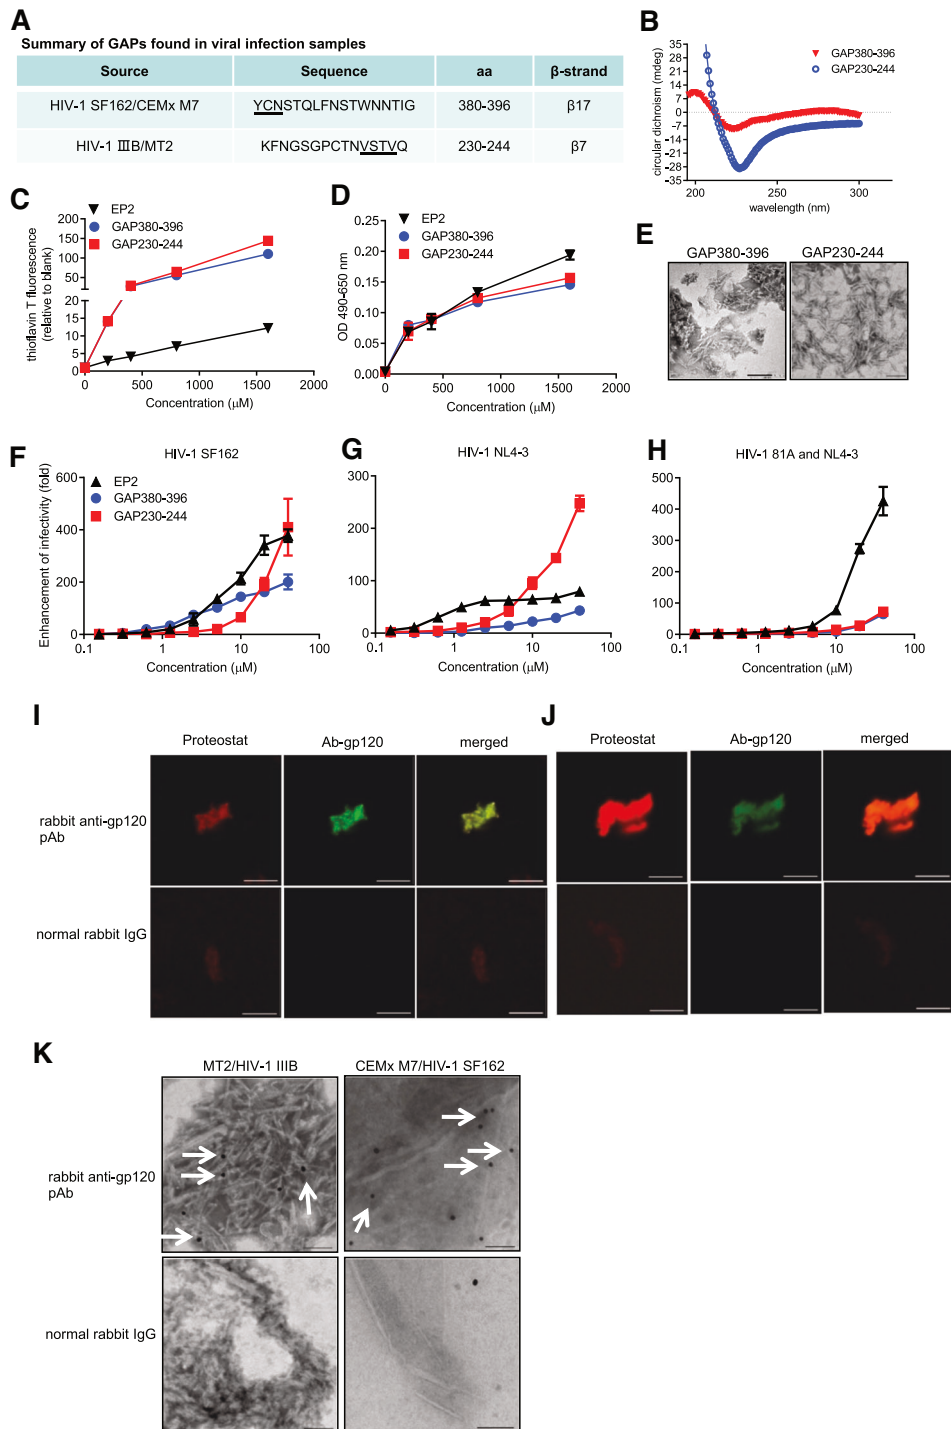 A
Summary of GAPs found in viral infection samples
Source Sequence aa β-strand
HIV-1 SF162/CEMx M7 YCNSTQLFNSTWNNTIG 380-396 β17
HIV-1 IIIB/MT2 KFNGSGPCTNVSTVQ 230-244 β7
B
circular dichroism (mdeg)
35
28
21
14
7
0
-7
-14
-21
-28
-35
200 250 300
wavelength (nm)
GAP380-396
GAP230-244
C
EP2
GAP380-396
GAP230-244
thioflavin T fluorescence
(relative to blank)
200
150
100
50
25
20
15
10
5
0
0 500 1000 1500 2000
Concentration (μM)
D
EP2
GAP380-396
GAP230-244
OD 490-650 nm
0.25
0.20
0.15
0.10
0.05
0.00
0 500 1000 1500 2000
Concentration (μM)
E
GAP380-396 GAP230-244
F
HIV-1 SF162
EP2
GAP380-396
GAP230-244
Enhancement of infectivity (fold)
600
400
200
0
0.1 1 10 100
Concentration (μM)
G
HIV-1 NL4-3
300
200
100
0
0.1 1 10 100
Concentration (μM)
H
HIV-1 81A and NL4-3
500
400
300
200
100
0
0.1 1 10 100
Concentration (μM)
I
Proteostat Ab-gp120 merged
J
Proteostat Ab-gp120 merged
rabbit anti-gp120
pAb
normal rabbit IgG
K
MT2/HIV-1 IIIB CEMx M7/HIV-1 SF162
rabbit anti-gp120
pAb
normal rabbit IgG